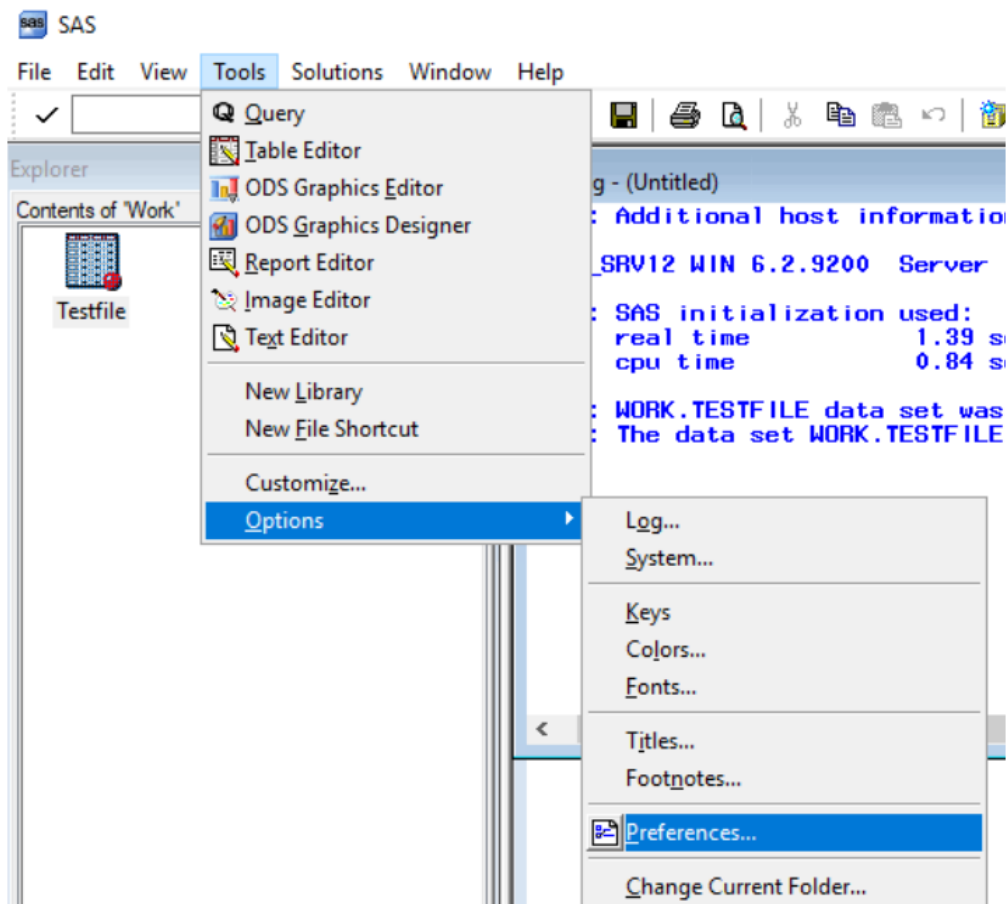 sas SAS
File Edit View Tools Solutions Window Help
Explorer
Contents of 'Work'
Testfile
Query
Table Editor
ODS Graphics Editor
ODS Graphics Designer
Report Editor
Image Editor
Text Editor
New Library
New File Shortcut
Customize...
Options
g - (Untitled)
: Additional host informatio
_SRV12 WIN 6.2.9200 Server
: SAS initialization used:
real time 1.39 s
cpu time 0.84 s
: WORK.TESTFILE data set was
: The data set WORK.TESTFILE
Log...
System...
Keys
Colors...
Fonts...
Titles...
Footnotes...
Preferences...
Change Current Folder...